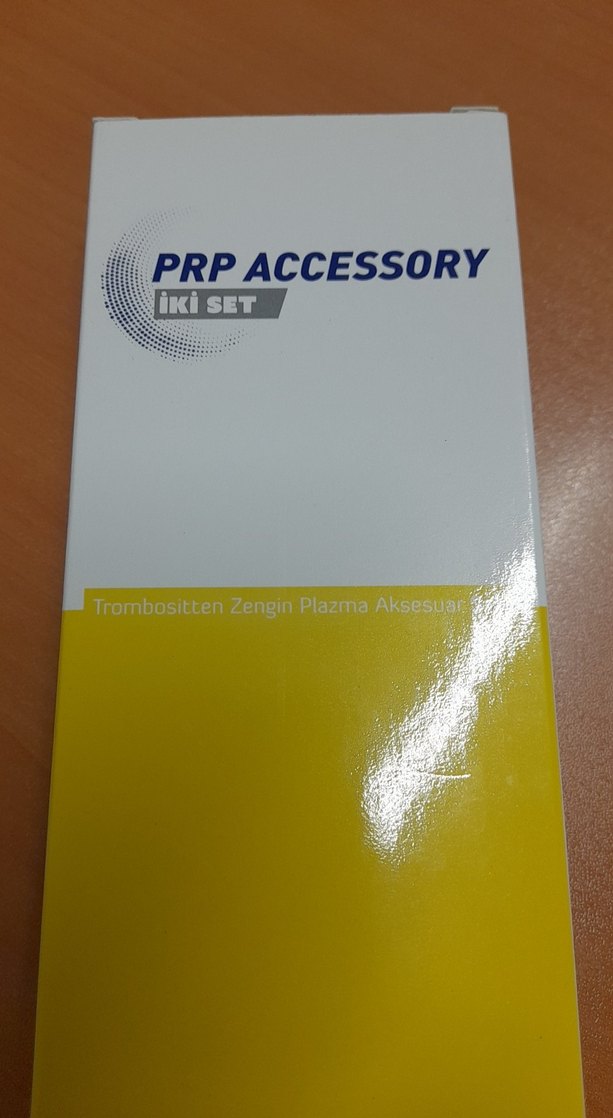 PRP ACCESSORY
İKİ SET
Trombositten Zengin Plazma Aksesuar